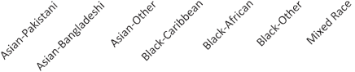 Asian-Pakistani
Asian-Bangladeshi
Asian-Other
Black-Caribbean
Black-African
Black-Other
Mixed Race